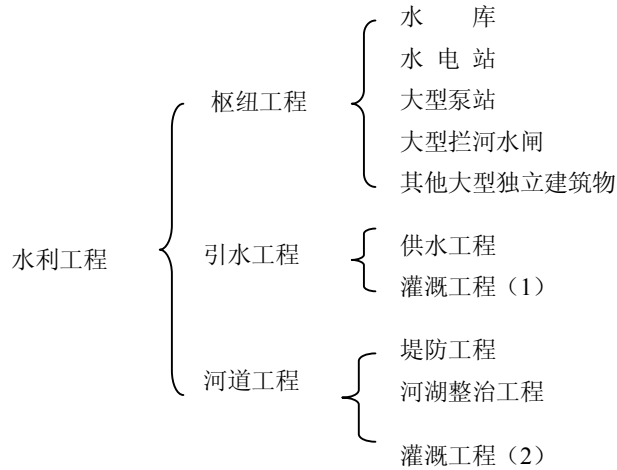 水利工程
枢纽工程
水 库
水 电 站
大型泵站
大型拦河水闸
其他大型独立建筑物
引水工程
供水工程
灌溉工程（1）
河道工程
堤防工程
河湖整治工程
灌溉工程（2）